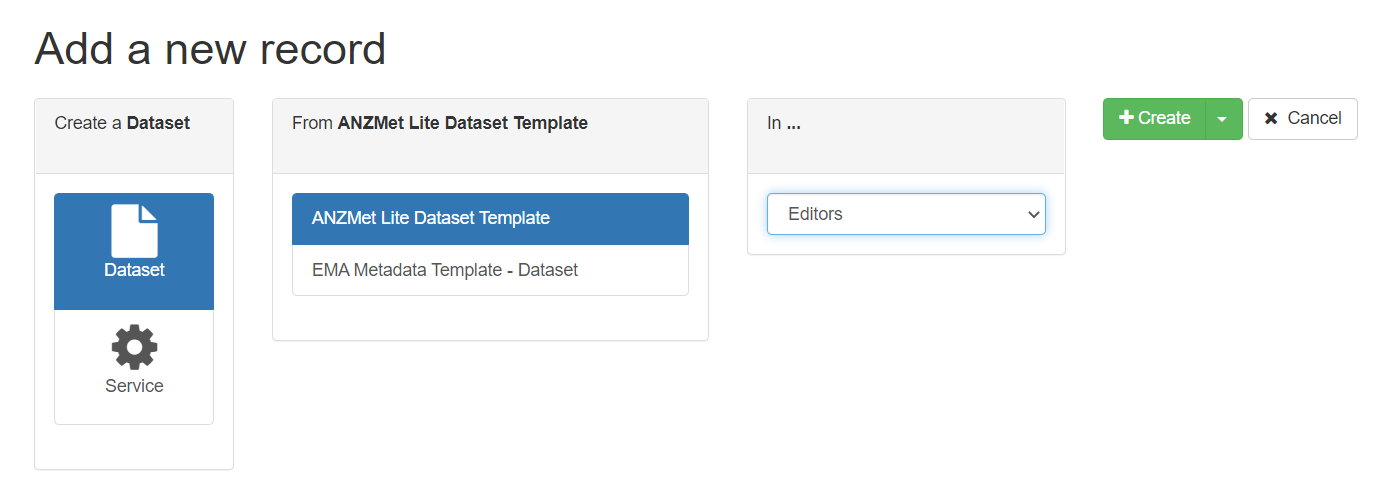 Add a new record
Create a Dataset
Dataset
Service
From ANZMet Lite Dataset Template
ANZMet Lite Dataset Template
EMA Metadata Template - Dataset
In ...
Editors
Create
Cancel